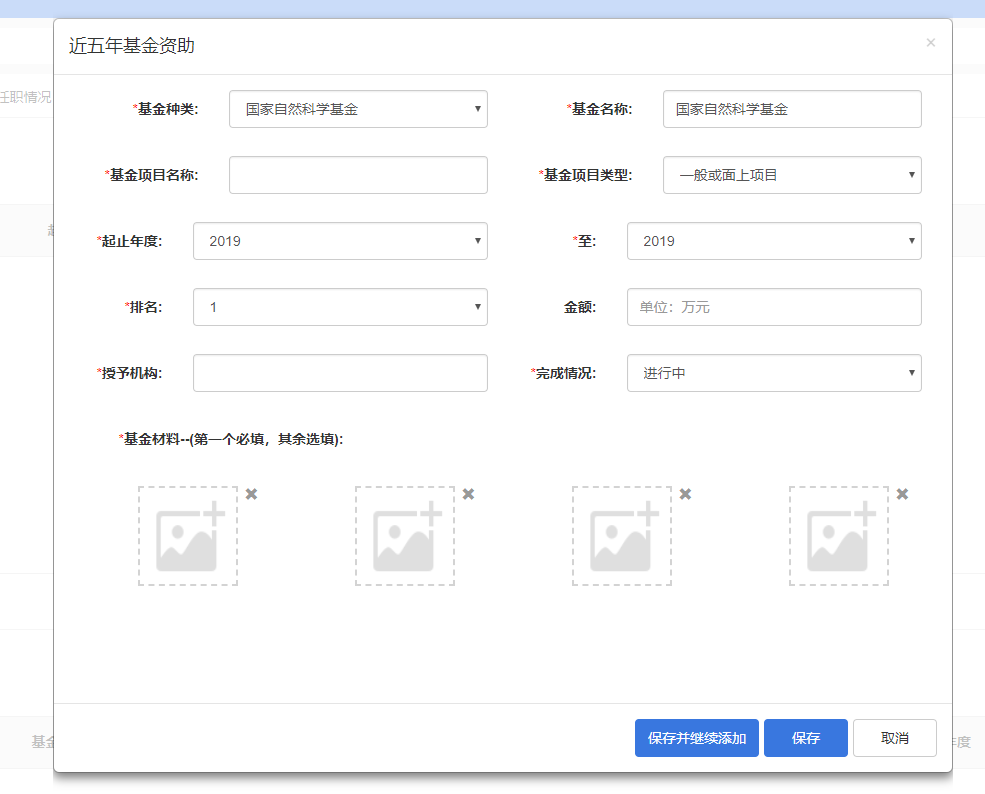 近五年基金资助
×
任职情况
*基金种类: 国家自然科学基金 *基金名称: 国家自然科学基金
*基金项目名称: *基金项目类型: 一般或面上项目
*起止年度: 2019 *至: 2019
*排名: 1 金额: 单位：万元
*授予机构: *完成情况: 进行中
*基金材料--(第一个必填，其余选填):
保存并继续添加 保存 取消
基金
年度